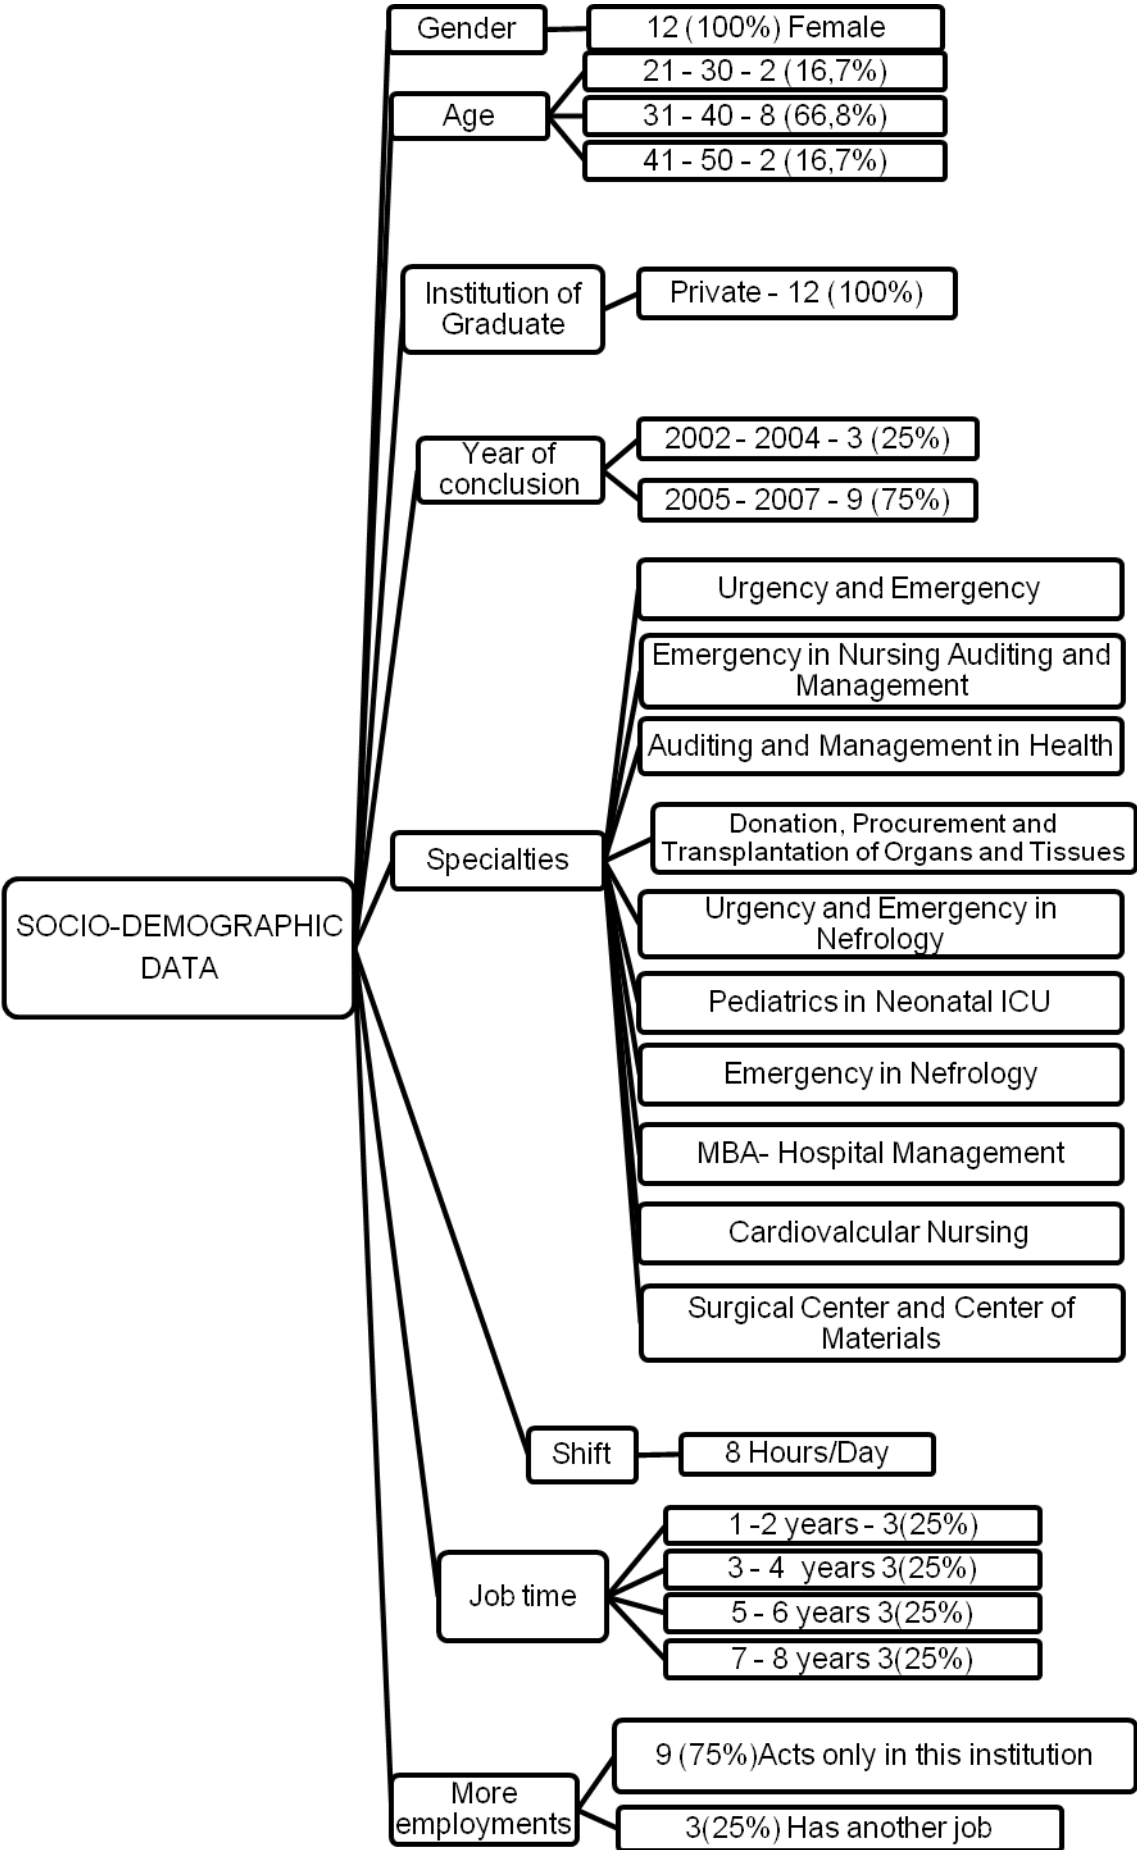 Gender
12 (100%) Female
Age
21 - 30 - 2 (16,7%)
31 - 40 - 8 (66,8%)
41 - 50 - 2 (16,7%)
Institution of
Graduate
Private - 12 (100%)
Year of
conclusion
2002 - 2004 - 3 (25%)
2005 - 2007 - 9 (75%)
SOCIO-DEMOGRAPHIC
DATA
Specialties
Urgency and Emergency
Emergency in Nursing Auditing and
Management
Auditing and Management in Health
Donation, Procurement and
Transplantation of Organs and Tissues
Urgency and Emergency in
Nefrology
Pediatrics in Neonatal ICU
Emergency in Nefrology
MBA- Hospital Management
Cardiovalcular Nursing
Surgical Center and Center of
Materials
Shift
8 Hours/Day
Job time
1 -2 years - 3(25%)
3 - 4 years 3(25%)
5 - 6 years 3(25%)
7 - 8 years 3(25%)
More
employments
9 (75%)Acts only in this institution
3(25%) Has another job